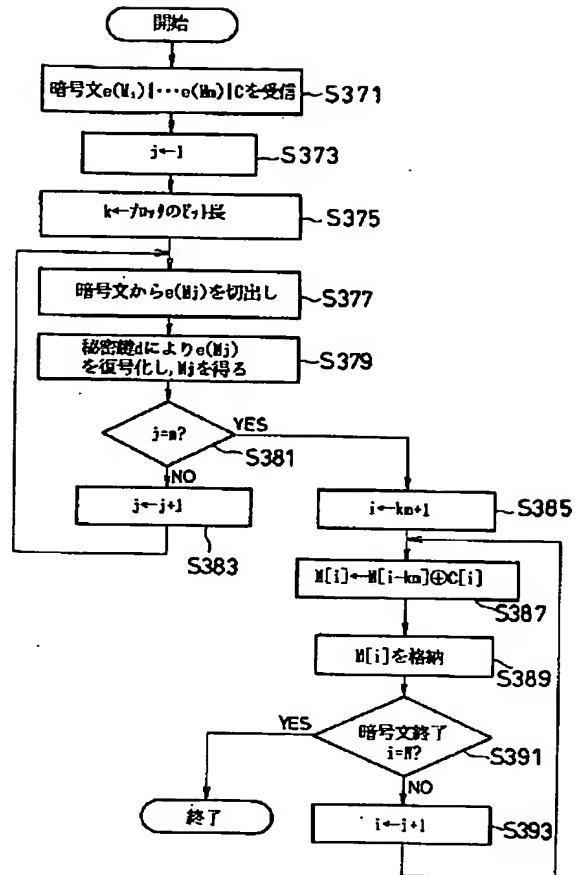 開始
暗号文e(M₁)|…e(Mm)|Cを受信
S371
j←1
S373
k←ブロックのビット長
S375
暗号文からe(Mj)を切出し
S377
秘密鍵dによりe(Mj)
を復号化し,Mjを得る
S379
j=m?
YES
S381
NO
j←j+1
S383
i←km+1
S385
M[i]←M[i-km]⊕C[i]
S387
M[i]を格納
S389
暗号文終了
i=N?
YES
S391
NO
終了
i←i+1
S393